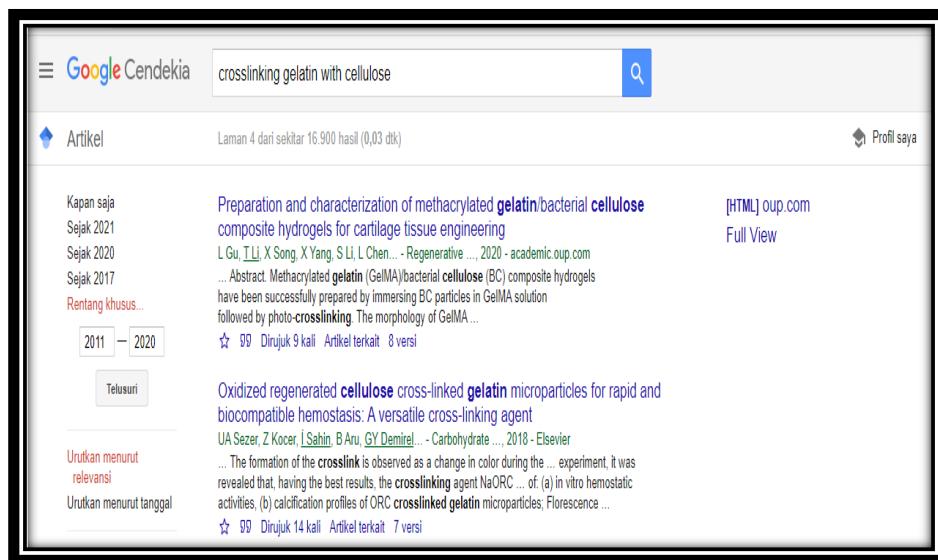 Google Cendekia
crosslinking gelatin with cellulose
Artikel
Laman 4 dari sekitar 16.900 hasil (0,03 dtk)
Profil saya
Kapan saja
Sejak 2021
Sejak 2020
Sejak 2017
Rentang khusus...
2011 — 2020
Telusuri
Urutkan menurut
relevansi
Urutkan menurut tanggal
Preparation and characterization of methacrylated gelatin/bacterial cellulose
composite hydrogels for cartilage tissue engineering
L Gu, T Li, X Song, X Yang, S Li, L Chen... - Regenerative ..., 2020 - academic.oup.com
... Abstract. Methacrylated gelatin (GelMA)/bacterial cellulose (BC) composite hydrogels
have been successfully prepared by immersing BC particles in GelMA solution
followed by photo-crosslinking. The morphology of GelMA ...
Dirujuk 9 kali Artikel terkait 8 versi
[HTML] oup.com
Full View
Oxidized regenerated cellulose cross-linked gelatin microparticles for rapid and
biocompatible hemostasis: A versatile cross-linking agent
UA Sezer, Z Kocer, İ Sahin, B Aru, GY Demirel... - Carbohydrate ..., 2018 - Elsevier
... The formation of the crosslink is observed as a change in color during the ... experiment, it was
revealed that, having the best results, the crosslinking agent NaORC ... of: (a) in vitro hemostatic
activities, (b) calcification profiles of ORC crosslinked gelatin microparticles; Florescence ...
Dirujuk 14 kali Artikel terkait 7 versi